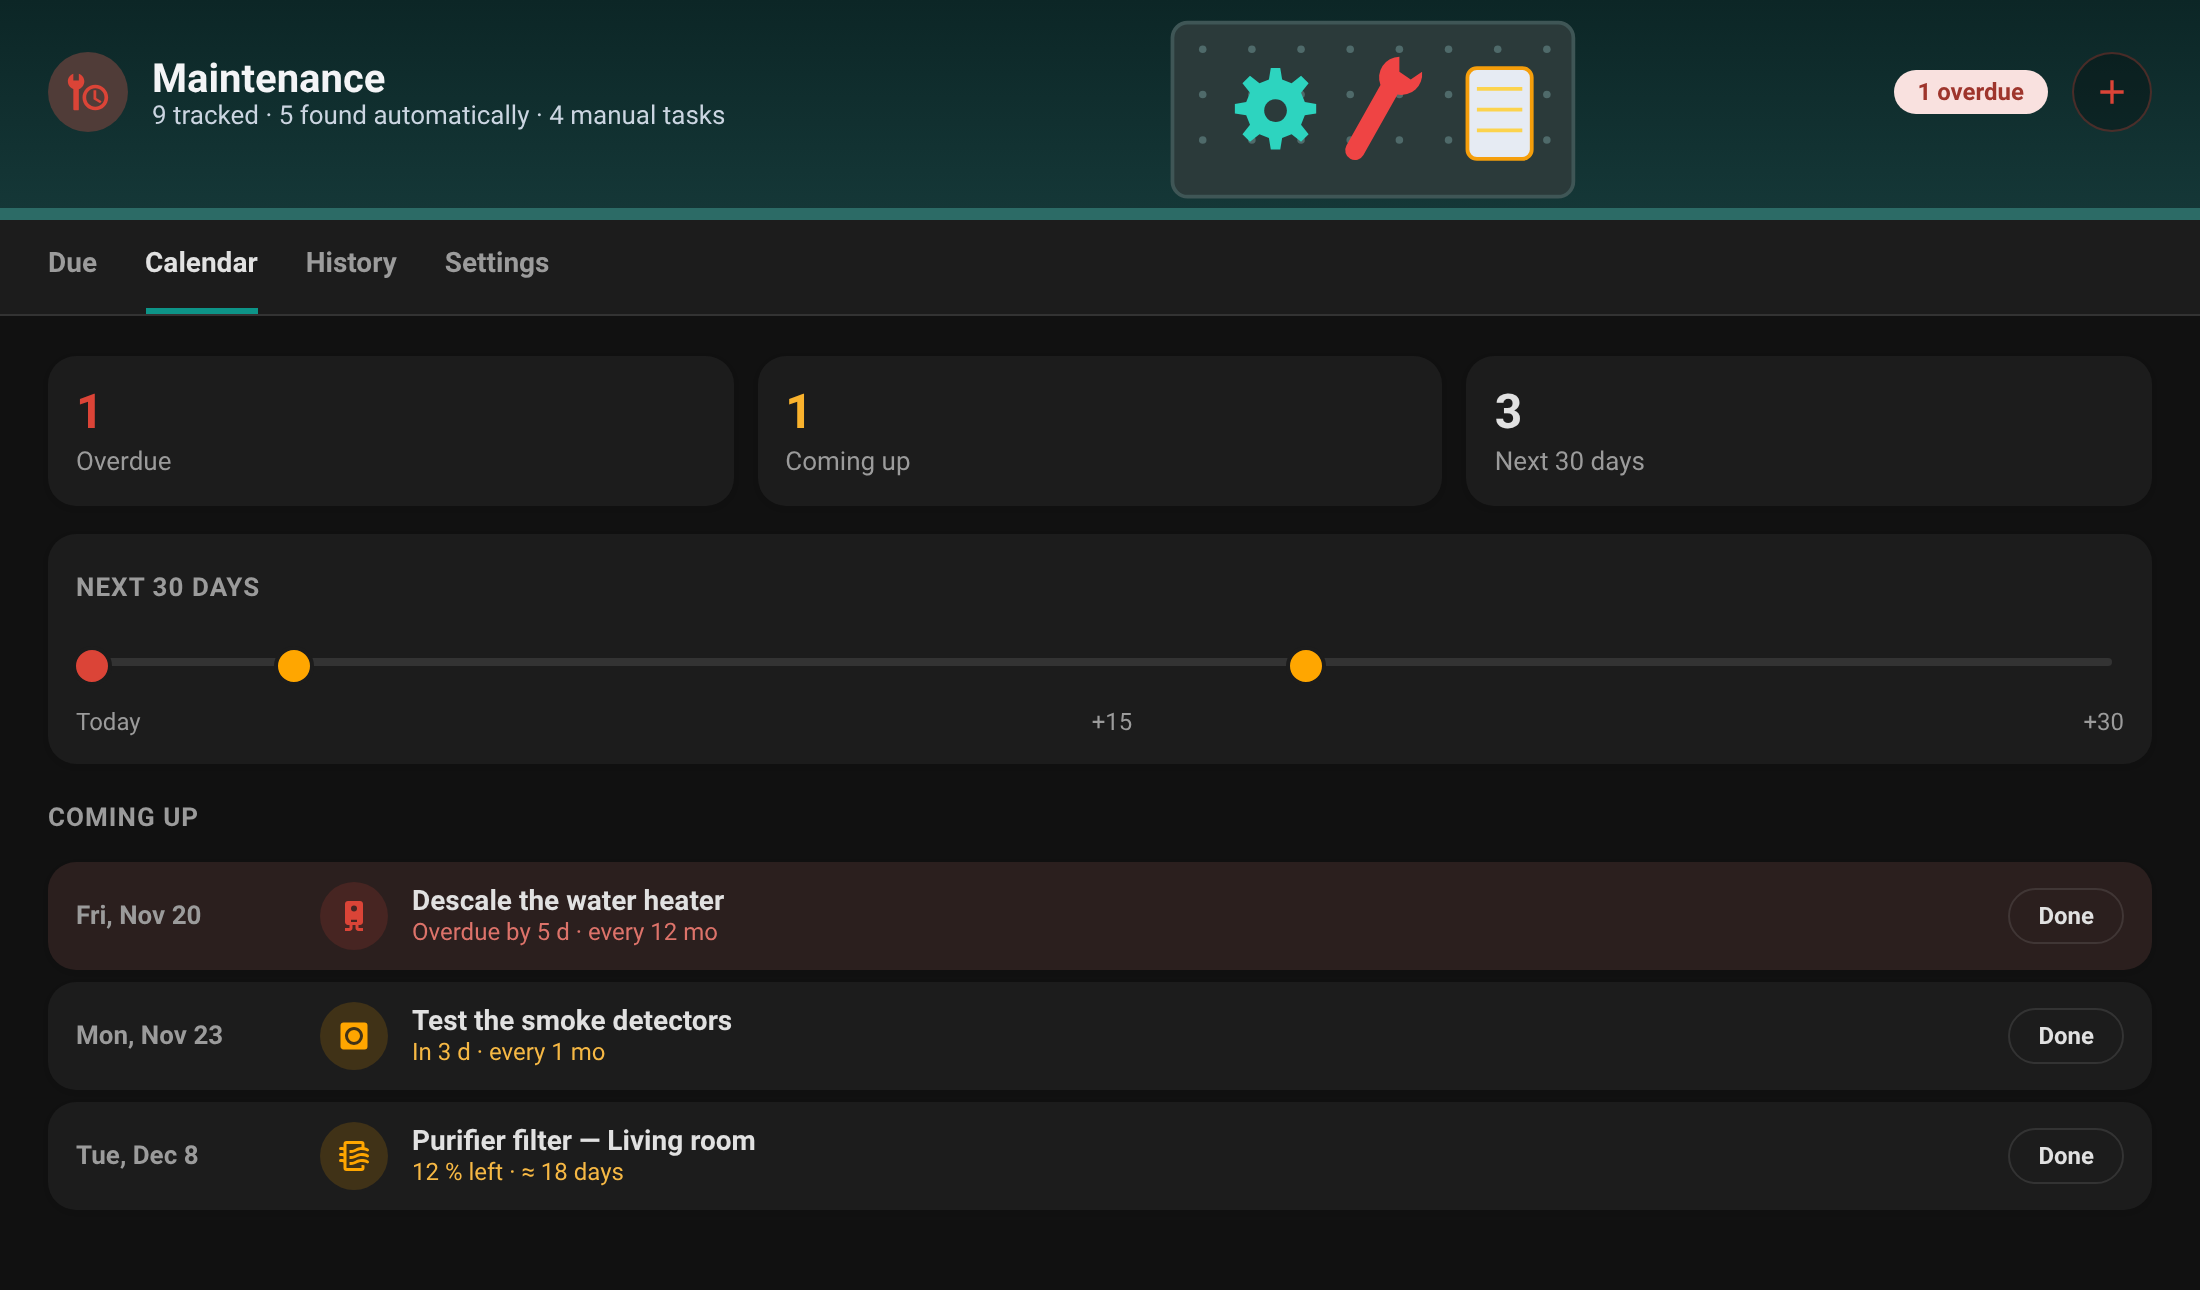 Maintenance
9 tracked · 5 found automatically · 4 manual tasks
1 overdue
Due
Calendar
History
Settings
1
Overdue
1
Coming up
3
Next 30 days
NEXT 30 DAYS
Today
+15
+30
COMING UP
Fri, Nov 20
Descale the water heater
Overdue by 5 d · every 12 mo
Done
Mon, Nov 23
Test the smoke detectors
In 3 d · every 1 mo
Done
Tue, Dec 8
Purifier filter — Living room
12 % left · ≈ 18 days
Done